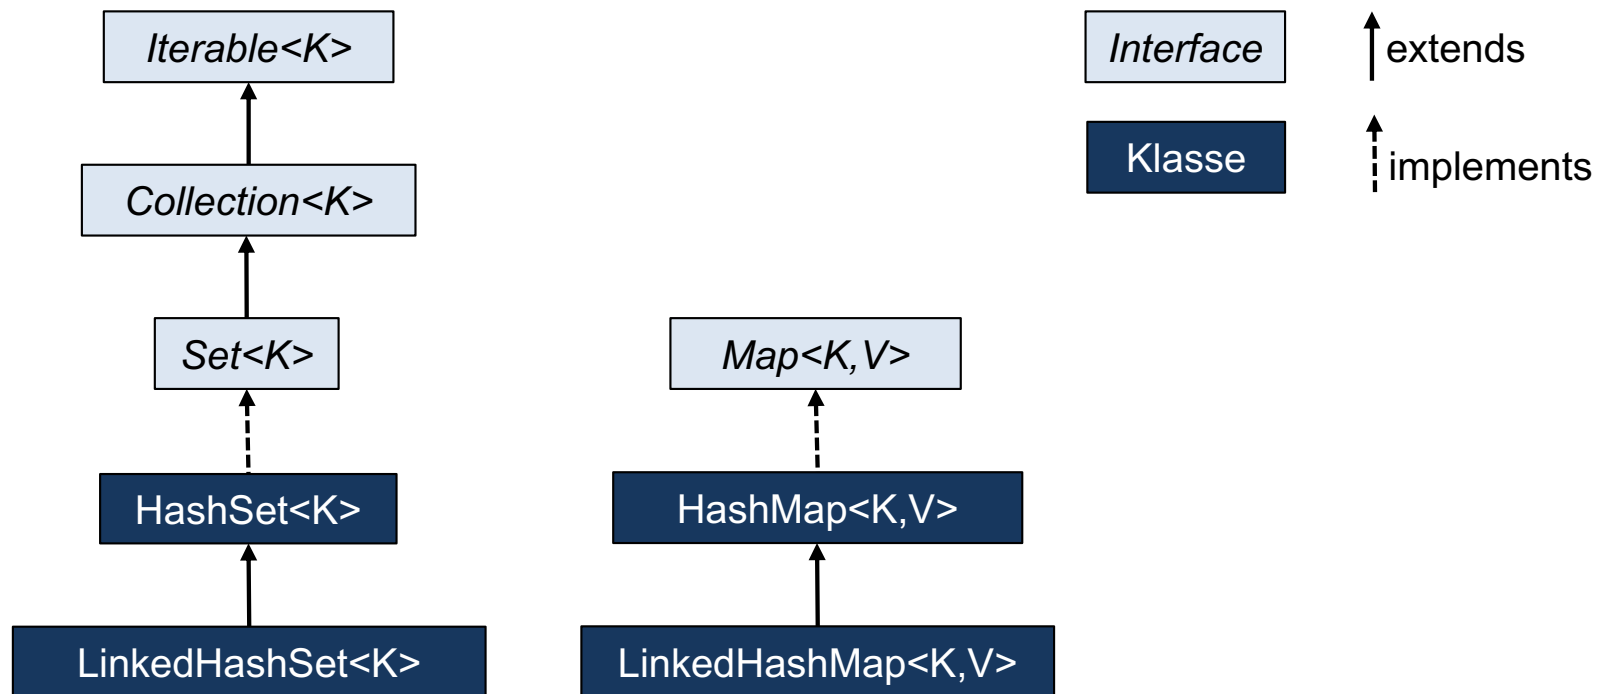 Iterable<K>
Interface
extends
Collection<K>
Klasse
implements
Set<K>
Map<K,V>
HashSet<K>
HashMap<K,V>
LinkedHashSet<K>
LinkedHashMap<K,V>